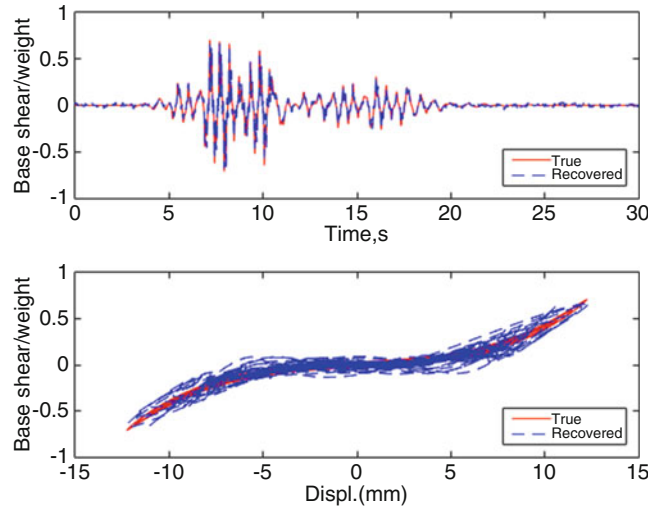 Base shear/weight
1
0.5
0
-0.5
-1
True
Recovered
0 5 10 15 20 25 30
Time,s
Base shear/weight
1
0.5
0
-0.5
-1
True
Recovered
-15 -10 -5 0 5 10 15
Displ.(mm)